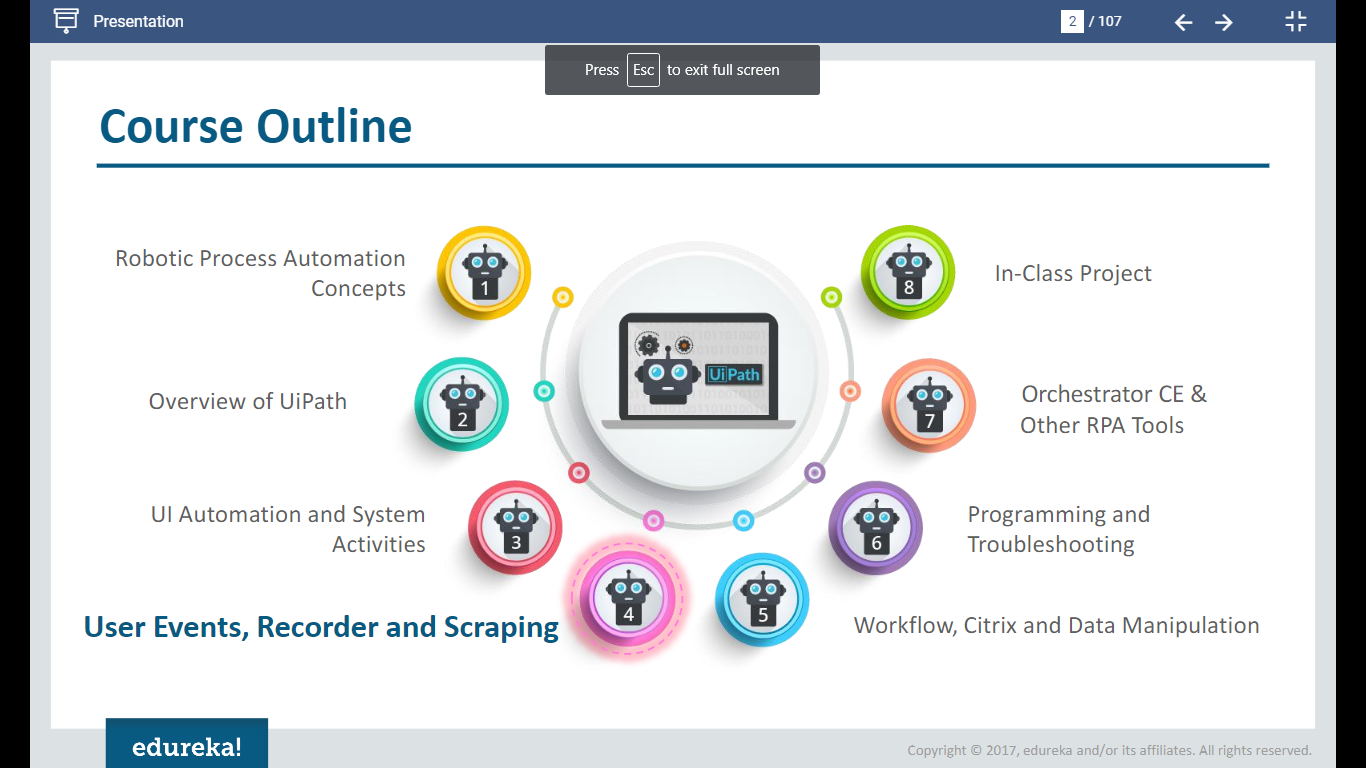 Presentation
2 / 107
Press Esc to exit full screen
Course Outline
Robotic Process Automation
Concepts
1
Overview of UiPath
2
UI Automation and System
Activities
3
User Events, Recorder and Scraping
4
UiPath
8
In-Class Project
7
Orchestrator CE &
Other RPA Tools
6
Programming and
Troubleshooting
5
Workflow, Citrix and Data Manipulation
edureka!
Copyright © 2017, edureka and/or its affiliates. All rights reserved.